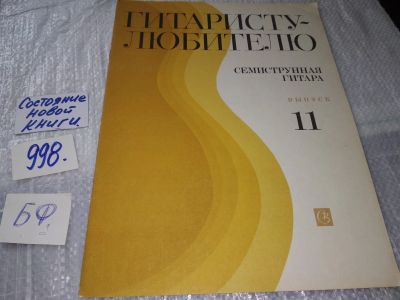 ГИТАРИСТУ-
ЛЮБИТЕЛЮ
СЕМИСТРУННАЯ
ГИТАРА
ВЫПУСК
11
Состояние
новой
книги.
998.
БФ.